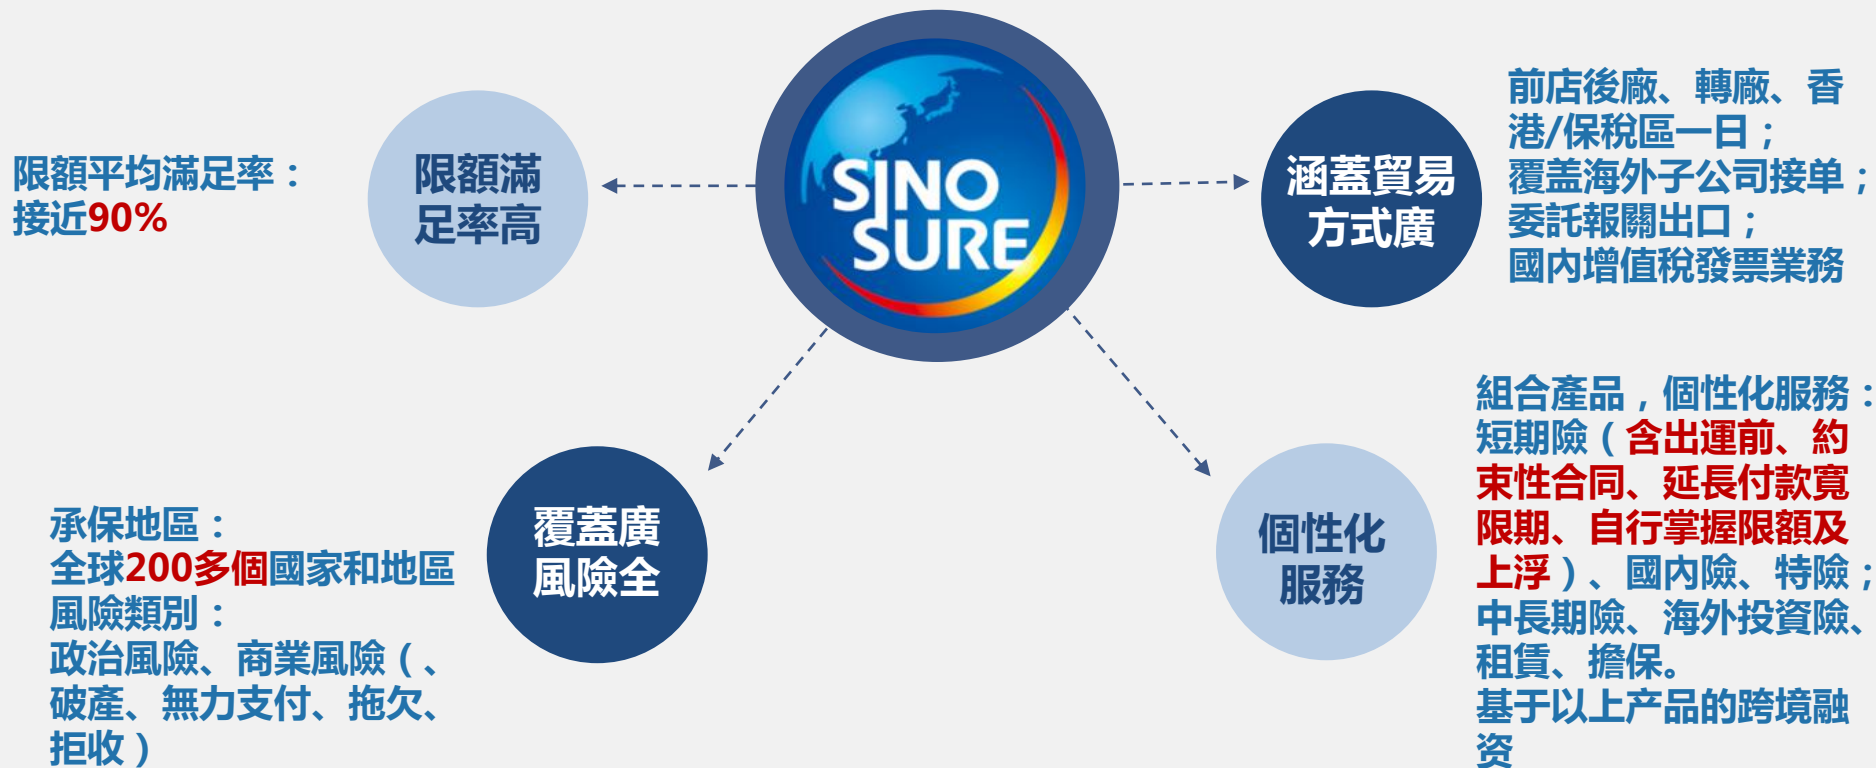 限額平均滿足率：
接近90%
限額滿
足率高
SINO
SURE
涵蓋貿易
方式廣
前店後廠、轉廠、香
港/保稅區一日；
覆蓋海外子公司接单；
委託報關出口；
國內增值稅發票業務
承保地區：
全球200多個國家和地區
風險類別：
政治風險、商業風險（、
破產、無力支付、拖欠、
拒收）
覆蓋廣
風險全
個性化
服務
組合產品，個性化服務：
短期險（含出運前、約
束性合同、延長付款寬
限期、自行掌握限額及
上浮）、國內險、特險；
中長期險、海外投資險、
租賃、擔保。
基于以上产品的跨境融
资